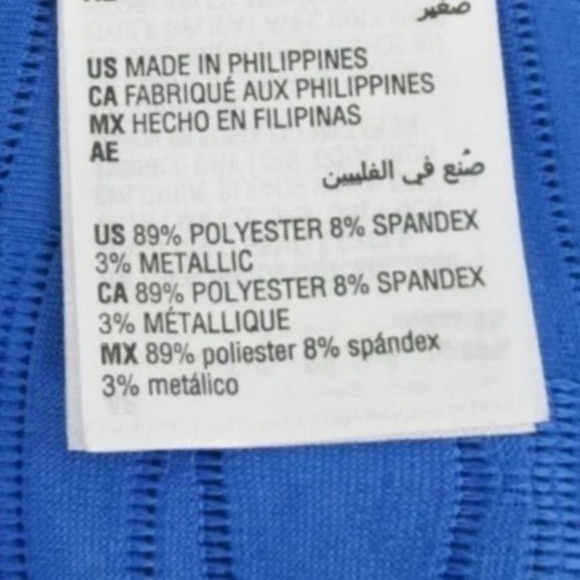 صغير
US MADE IN PHILIPPINES
CA FABRIQUÉ AUX PHILIPPINES
MX HECHO EN FILIPINAS
AE
صُنع في الفلبين
US 89% POLYESTER 8% SPANDEX
3% METALLIC
CA 89% POLYESTER 8% SPANDEX
3% MÉTALLIQUE
MX 89% poliester 8% spándex
3% metálico